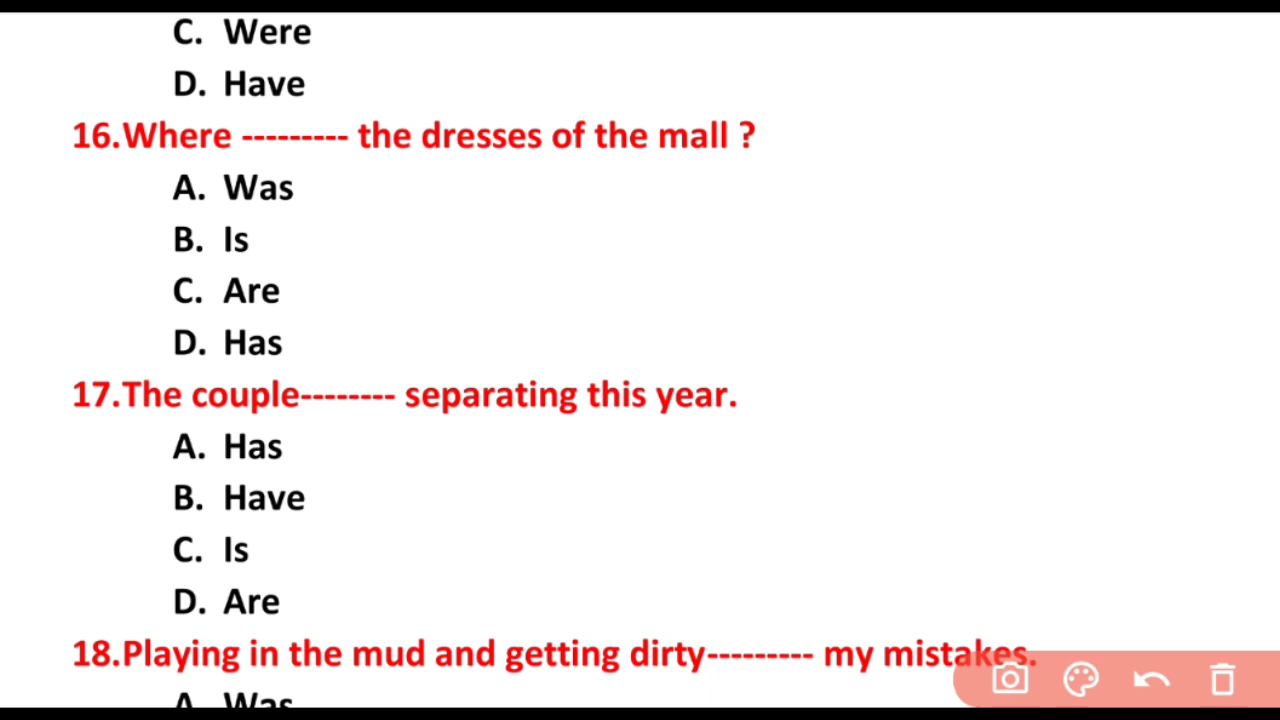 C. Were
D. Have
16.Where --------- the dresses of the mall ?
A. Was
B. Is
C. Are
D. Has
17.The couple-------- separating this year.
A. Has
B. Have
C. Is
D. Are
18.Playing in the mud and getting dirty--------- my mistakes.
A. Was